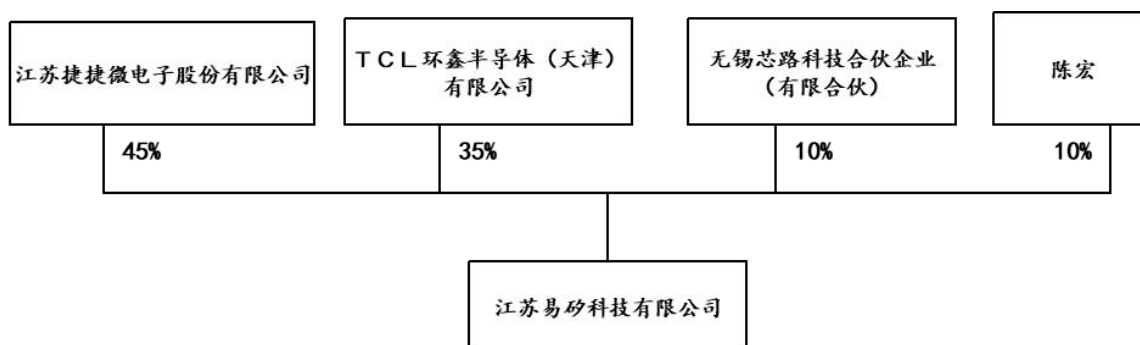 江苏捷捷微电子股份有限公司
ＴＣＬ环鑫半导体（天津）
有限公司
无锡芯路科技合伙企业
（有限合伙）
陈宏
45%
35%
10%
10%
江苏易矽科技有限公司